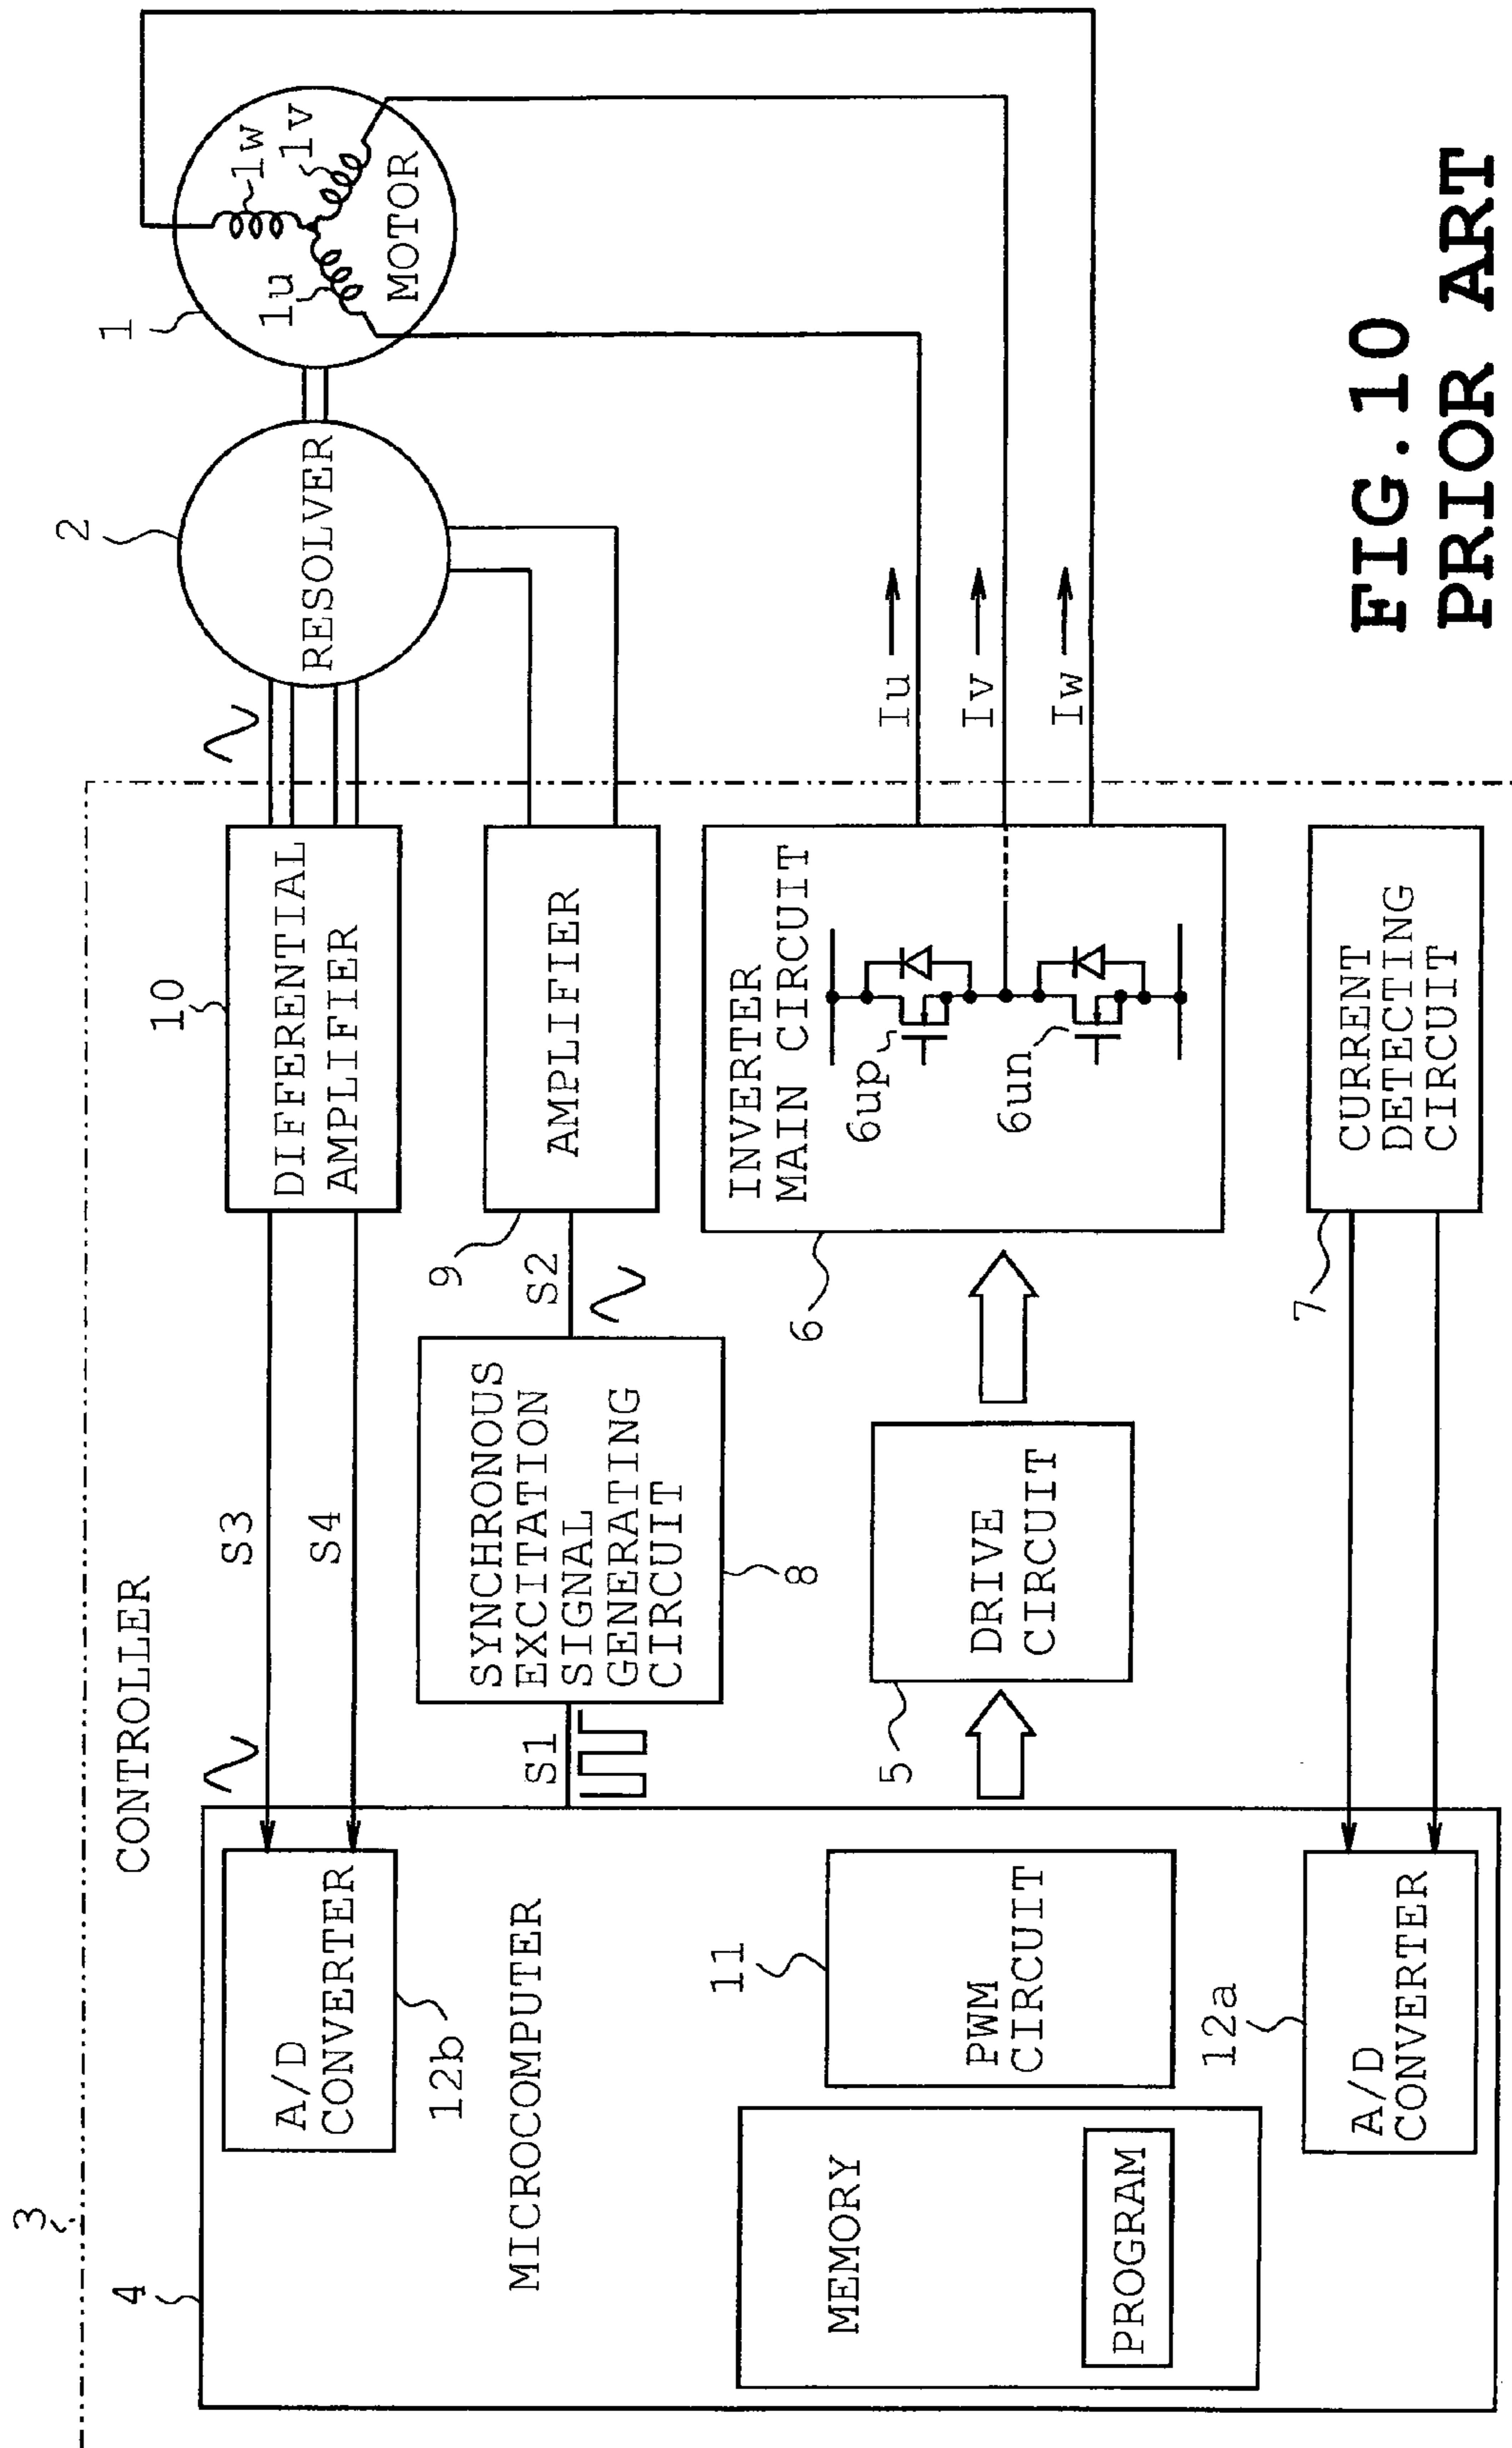 3
CONTROLLER
4
MICROCOMPUTER
A/D
CONVERTER
12b
MEMORY
PROGRAM
11
PWM
CIRCUIT
12a
A/D
CONVERTER
S3
S4
S1
SYNCHRONOUS
EXCITATION
SIGNAL
GENERATING
CIRCUIT
8
S2
5
DRIVE
CIRCUIT
10
DIFFERENTIAL
AMPLIFIER
9
AMPLIFIER
6
INVERTER
MAIN CIRCUIT
6up
6un
7
CURRENT
DETECTING
CIRCUIT
2
RESOLVER
1
1u
1w
1v
MOTOR
Iu
Iv
Iw
FIG.10
PRIOR ART